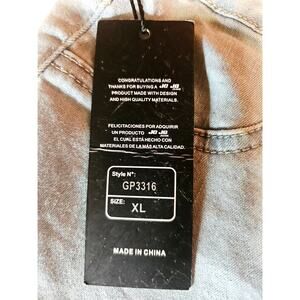 CONGRATULATIONS AND
THANKS FOR BUYING A
PRODUCT MADE WITH DESIGN
AND HIGH QUALITY MATERIALS.
FELICITACIONES POR ADQUIRIR
UN PRODUCTO
EL CUAL ESTÁ HECHO CON
MATERIALES DE LA MÁS ALTA CALIDAD.
Style Nº:
GP3316
SIZE:
XL
MADE IN CHINA